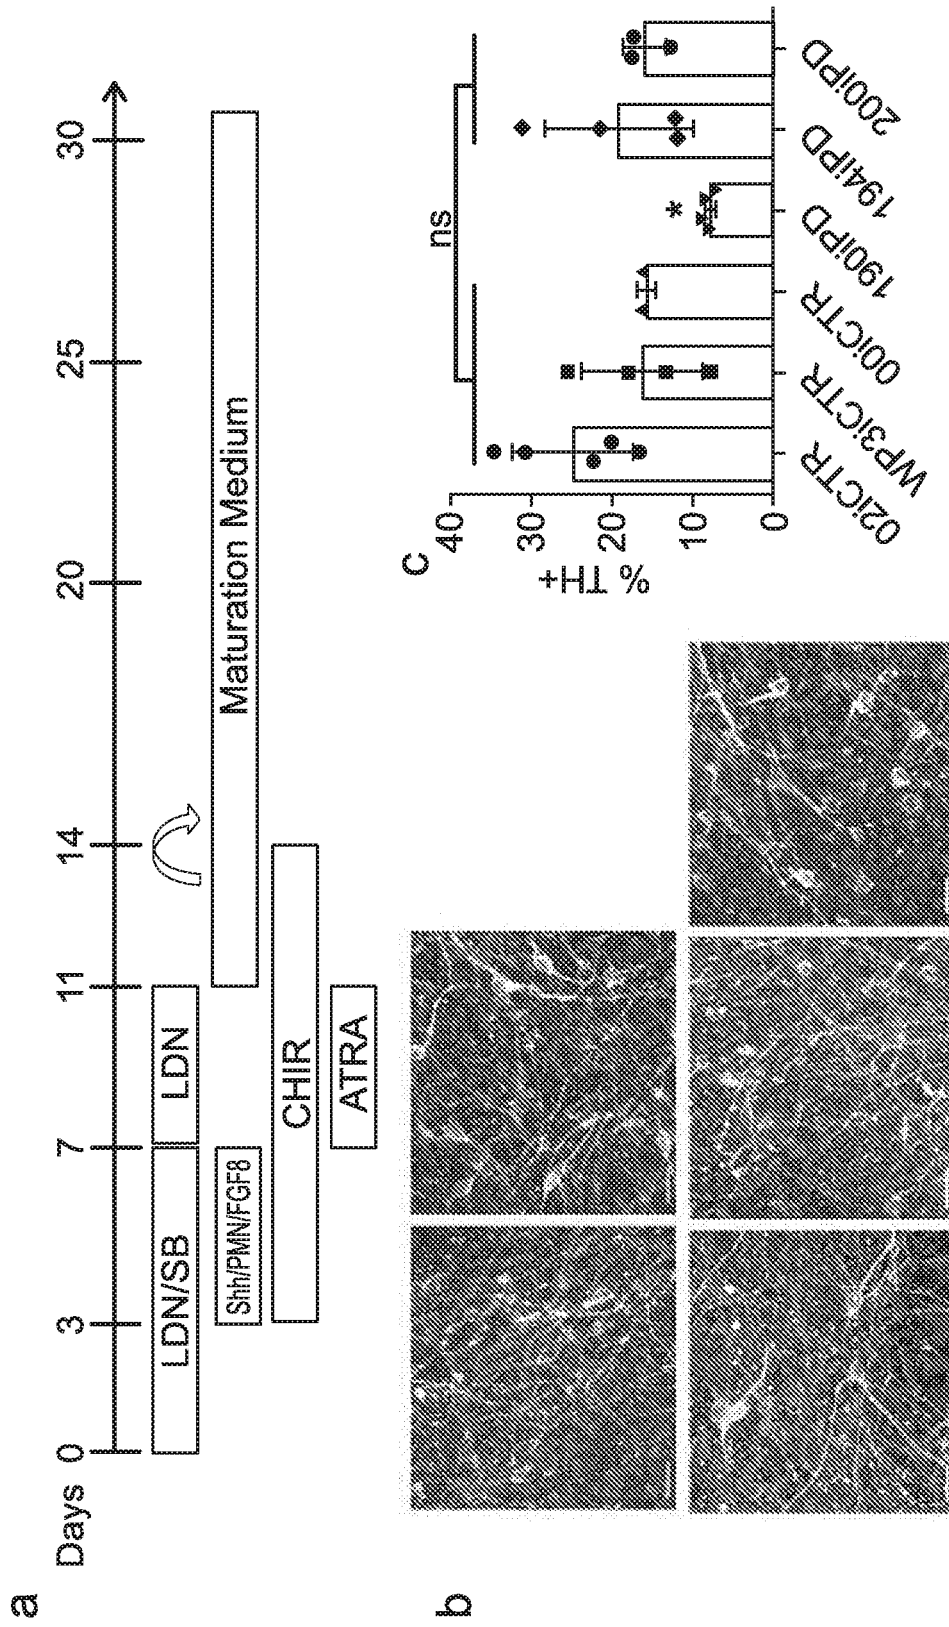 a
Days 0 3 7 11 14 20 25 30
LDN/SB LDN
Shh/PMN/FGF8 Maturation Medium
CHIR
ATRA
b
c
% TH+
40
30
20
10
0
ns
*
02iCTR
WP3iCTR
00iCTR
190iPD
194iPD
200iPD